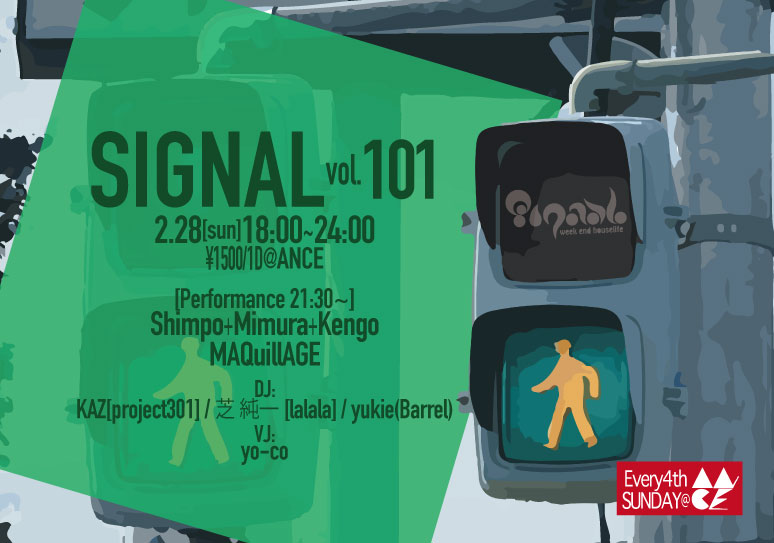 SIGNAL vol. 101
2.28[sun]18:00~24:00
¥1500/1D@ANCE
[Performance 21:30~]
Shimpo+Mimura+Kengo
MAQuillAGE
DJ:
KAZ[project301] / 芝 純一 [lalala] / yukie(Barrel)
VJ:
yo-co
signal
week end houselife
Every4th
SUNDAY@